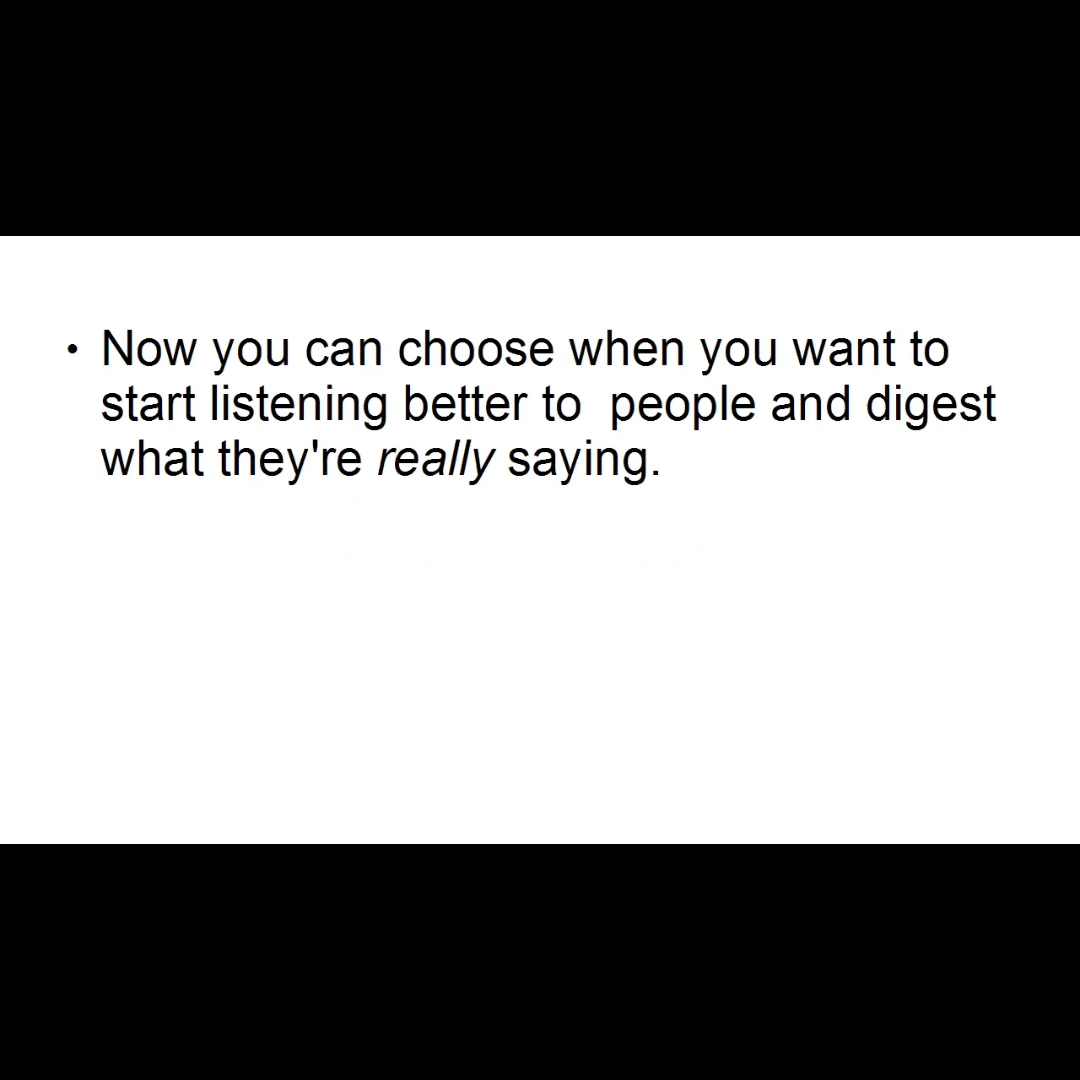 • Now you can choose when you want to
start listening better to  people and digest
what they're really saying.